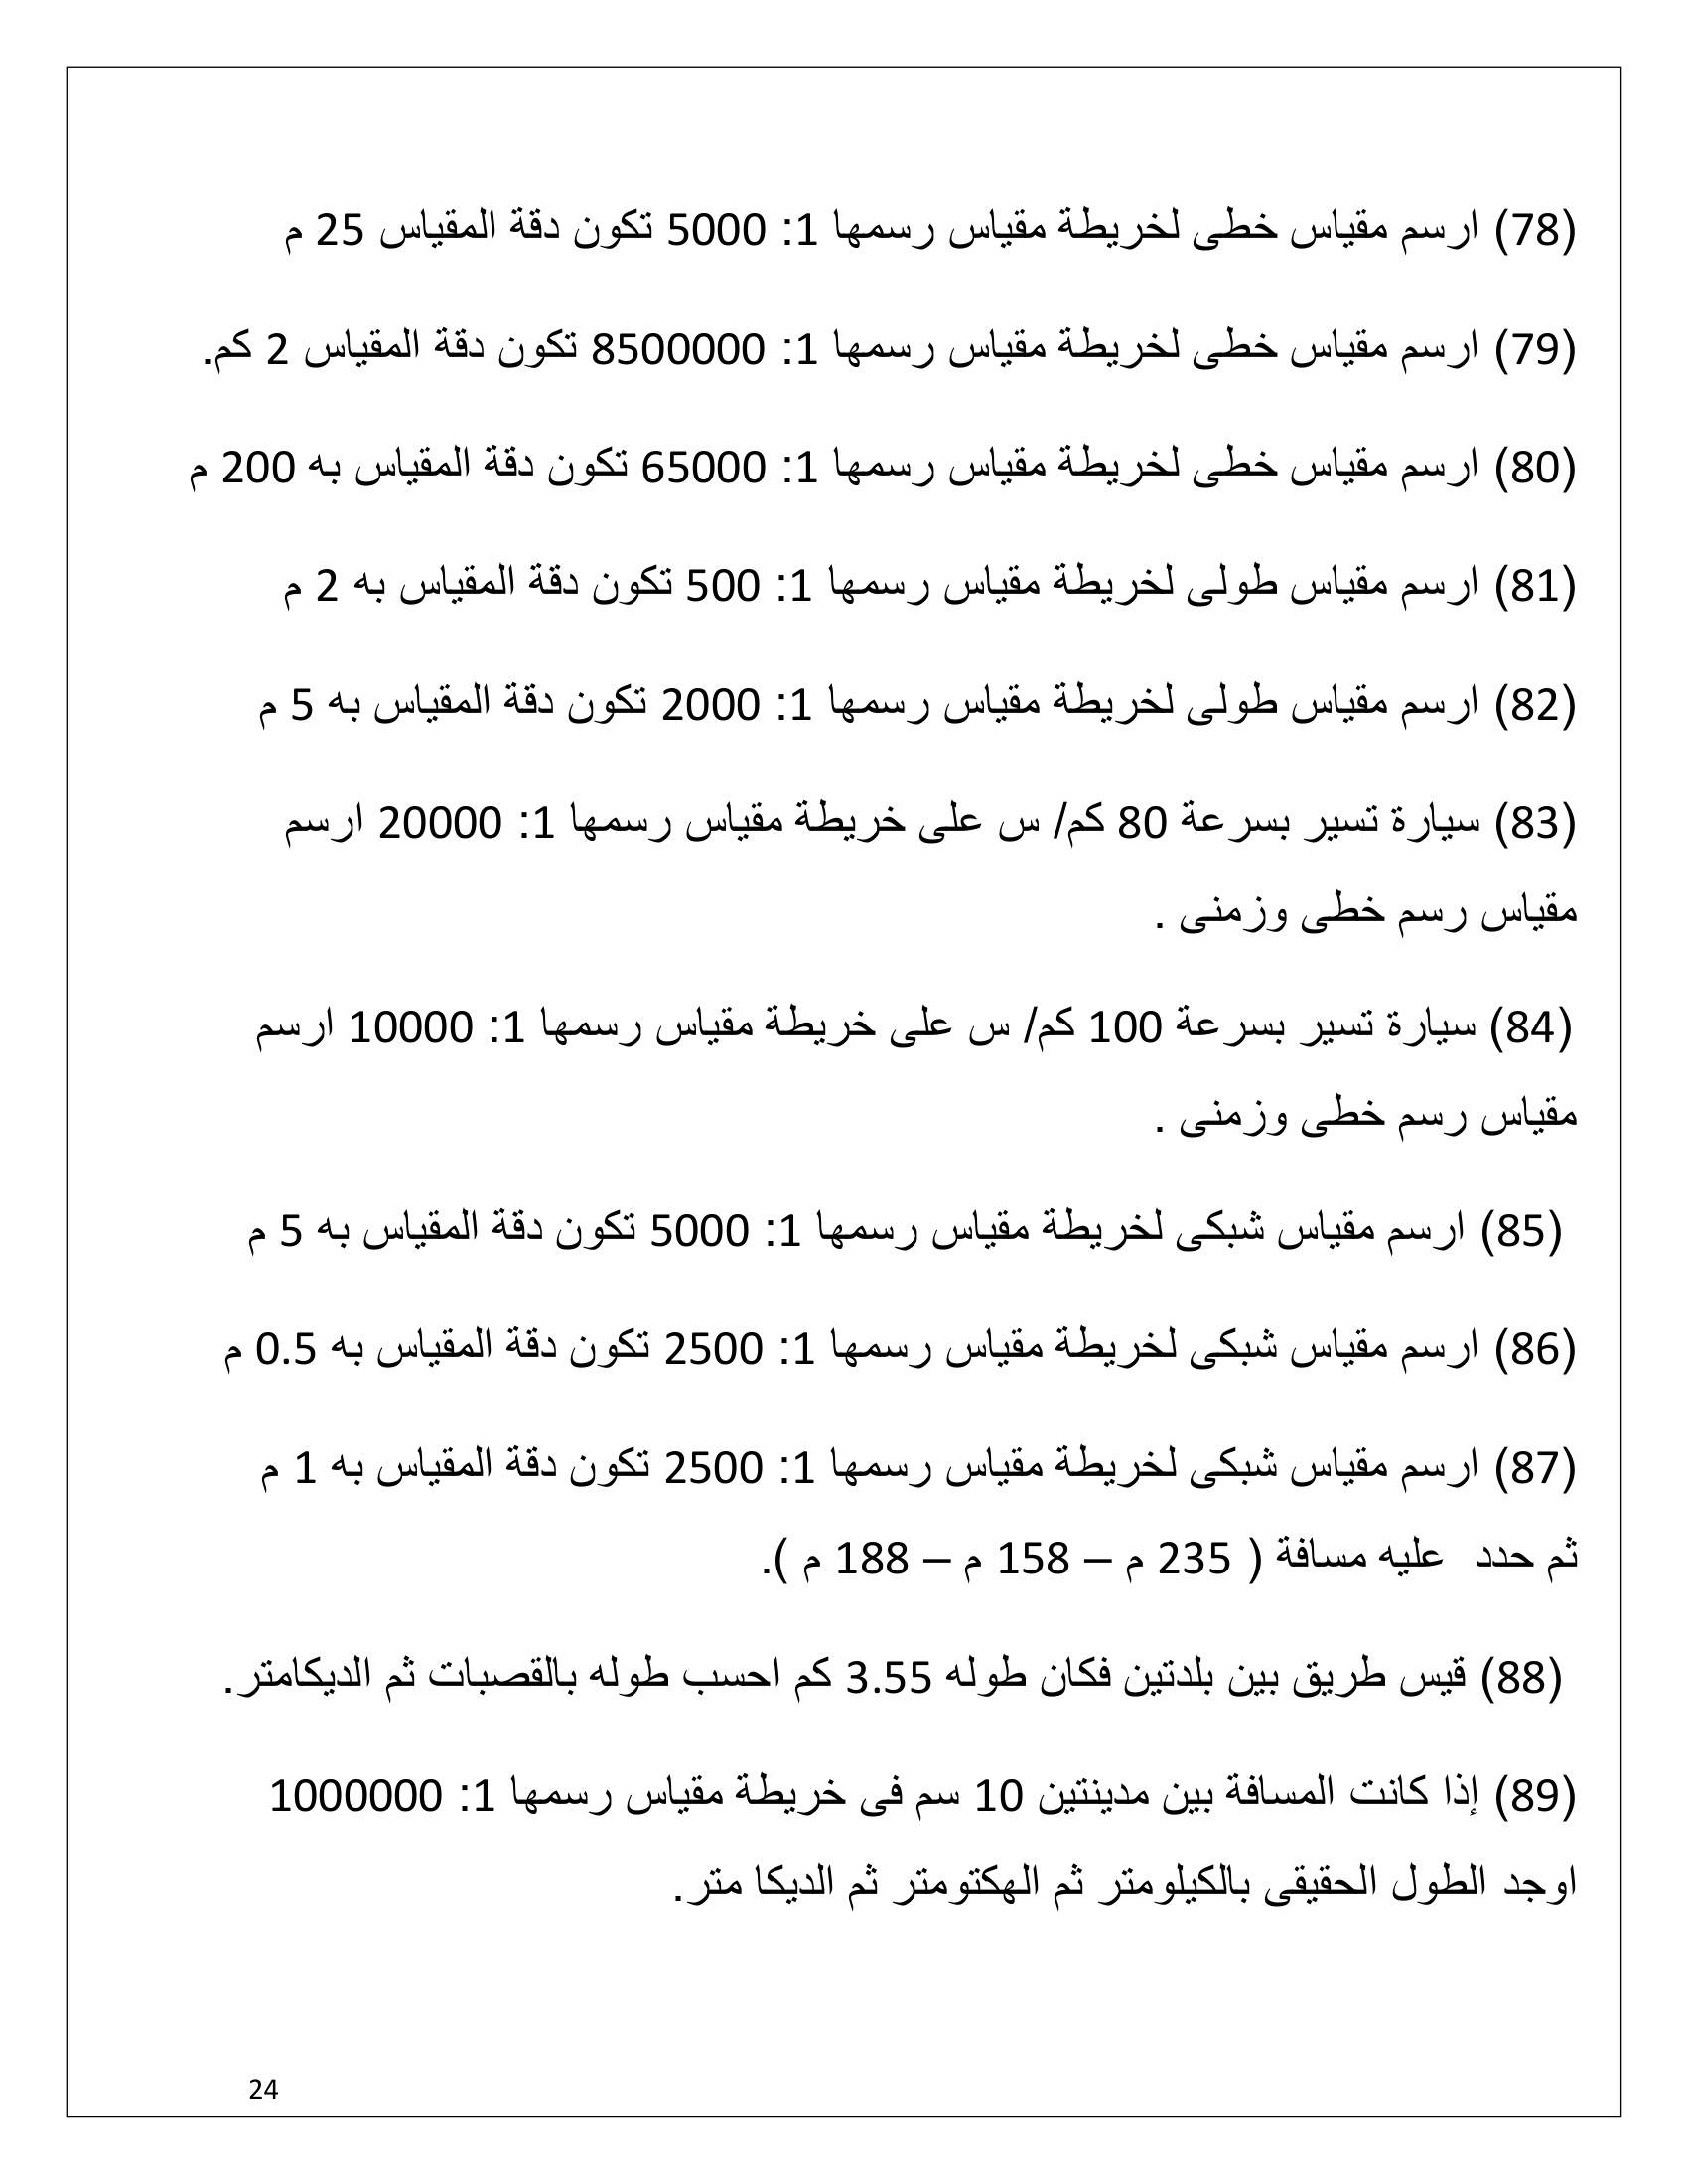 (78) ارسم مقياس خطى لخريطة مقياس رسمها 1: 5000 تكون دقة المقياس 25 م
(79) ارسم مقياس خطى لخريطة مقياس رسمها 1: 8500000 تكون دقة المقياس 2 كم.
(80) ارسم مقياس خطى لخريطة مقياس رسمها 1: 65000 تكون دقة المقياس به 200 م
(81) ارسم مقياس طولى لخريطة مقياس رسمها 1: 500 تكون دقة المقياس به 2 م
(82) ارسم مقياس طولى لخريطة مقياس رسمها 1: 2000 تكون دقة المقياس به 5 م
(83) سيارة تسير بسرعة 80 كم/ س على خريطة مقياس رسمها 1: 20000 ارسم
مقياس رسم خطى وزمنى .
(84) سيارة تسير بسرعة 100 كم/ س على خريطة مقياس رسمها 1: 10000 ارسم
مقياس رسم خطى وزمنى .
(85) ارسم مقياس شبكى لخريطة مقياس رسمها 1: 5000 تكون دقة المقياس به 5 م
(86) ارسم مقياس شبكى لخريطة مقياس رسمها 1: 2500 تكون دقة المقياس به 0.5 م
(87) ارسم مقياس شبكى لخريطة مقياس رسمها 1: 2500 تكون دقة المقياس به 1 م
ثم حدد عليه مسافة ( 235 م – 158 م – 188 م ).
(88) قيس طريق بين بلدتين فكان طوله 3.55 كم احسب طوله بالقصبات ثم الديكامتر.
(89) إذا كانت المسافة بين مدينتين 10 سم فى خريطة مقياس رسمها 1: 1000000
اوجد الطول الحقيقى بالكيلومتر ثم الهكتومتر ثم الديكا متر.
24